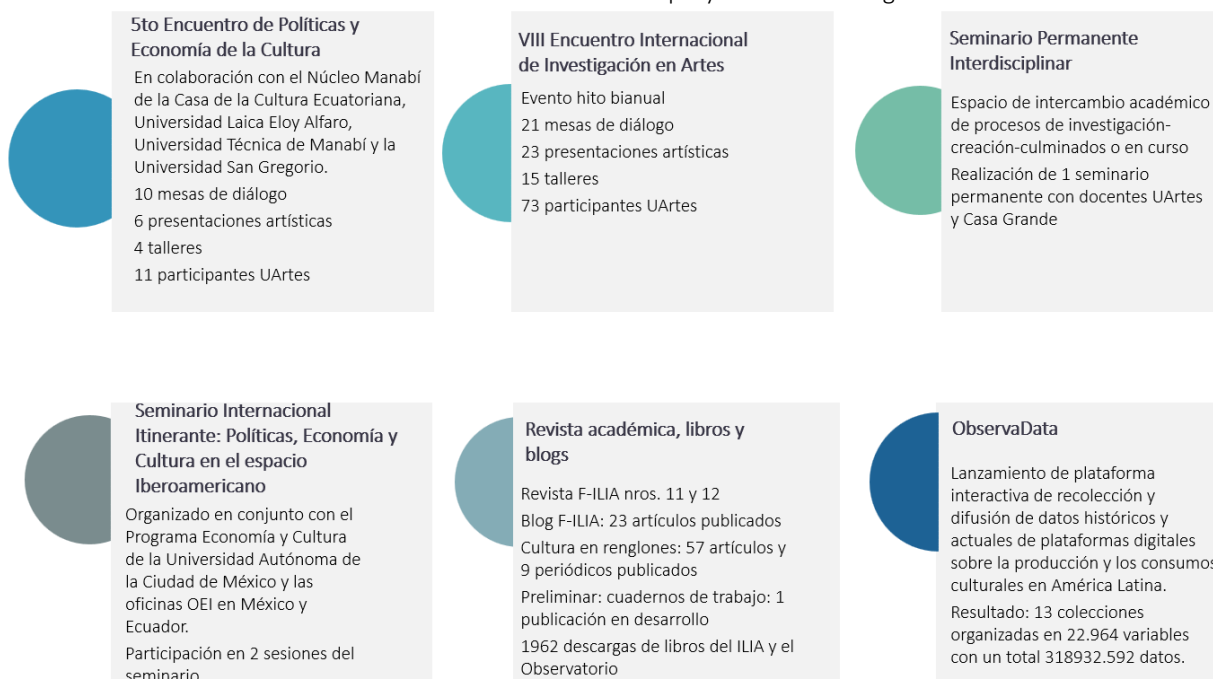 5to Encuentro de Políticas y
Economía de la Cultura
En colaboración con el Núcleo Manabí
de la Casa de la Cultura Ecuatoriana,
Universidad Laica Eloy Alfaro,
Universidad Técnica de Manabí y la
Universidad San Gregorio.
10 mesas de diálogo
6 presentaciones artísticas
4 talleres
11 participantes UArtes
VIII Encuentro Internacional
de Investigación en Artes
Evento hito bianual
21 mesas de diálogo
23 presentaciones artísticas
15 talleres
73 participantes UArtes
Seminario Permanente
Interdisciplinar
Espacio de intercambio académico
de procesos de investigación-
creación-culminados o en curso
Realización de 1 seminario
permanente con docentes UArtes
y Casa Grande
Seminario Internacional
Itinerante: Políticas, Economía y
Cultura en el espacio
Iberoamericano
Organizado en conjunto con el
Programa Economía y Cultura
de la Universidad Autónoma de
la Ciudad de México y las
oficinas OEI en México y
Ecuador.
Participación en 2 sesiones del
seminario
Revista académica, libros y
blogs
Revista F-ILIA nros. 11 y 12
Blog F-ILIA: 23 artículos publicados
Cultura en renglones: 57 artículos y
9 periódicos publicados
Preliminar: cuadernos de trabajo: 1
publicación en desarrollo
1962 descargas de libros del ILIA y el
Observatorio
ObservaData
Lanzamiento de plataforma
interactiva de recolección y
difusión de datos históricos y
actuales de plataformas digitales
sobre la producción y los consumos
culturales en América Latina.
Resultado: 13 colecciones
organizadas en 22.964 variables
con un total 318932.592 datos.